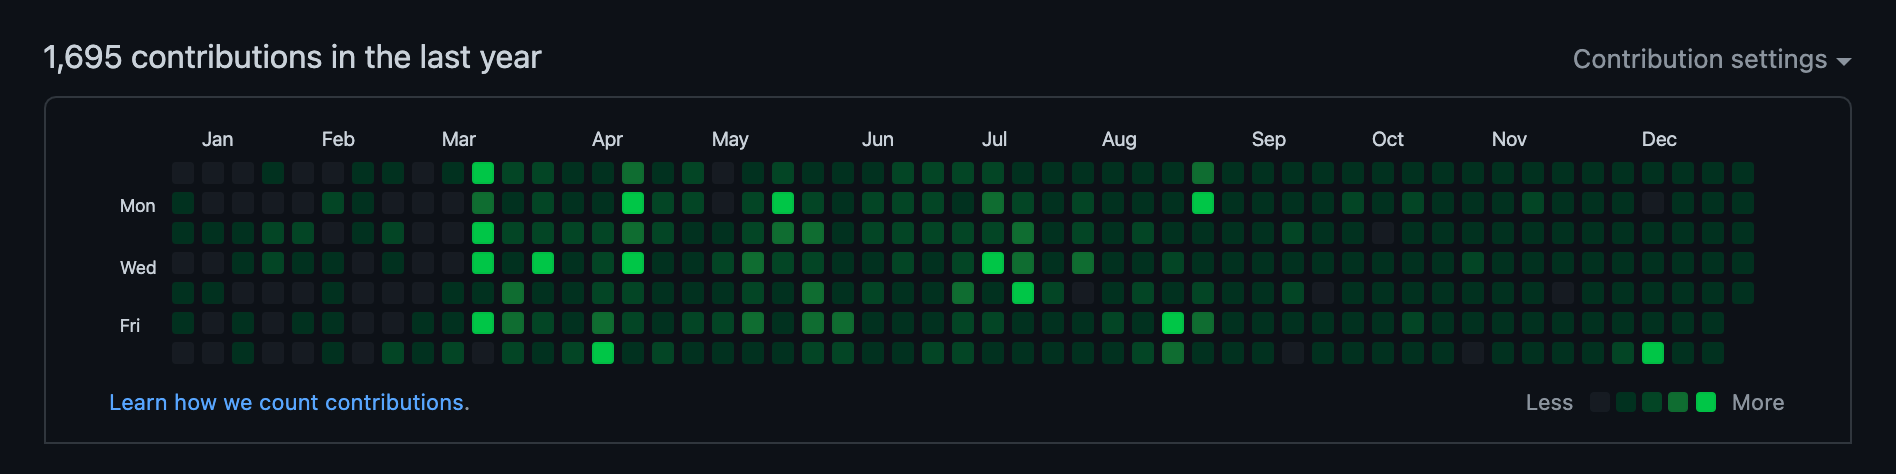 1,695 contributions in the last year
Contribution settings
Jan Feb Mar Apr May Jun Jul Aug Sep Oct Nov Dec
Mon
Wed
Fri
Learn how we count contributions.
Less More